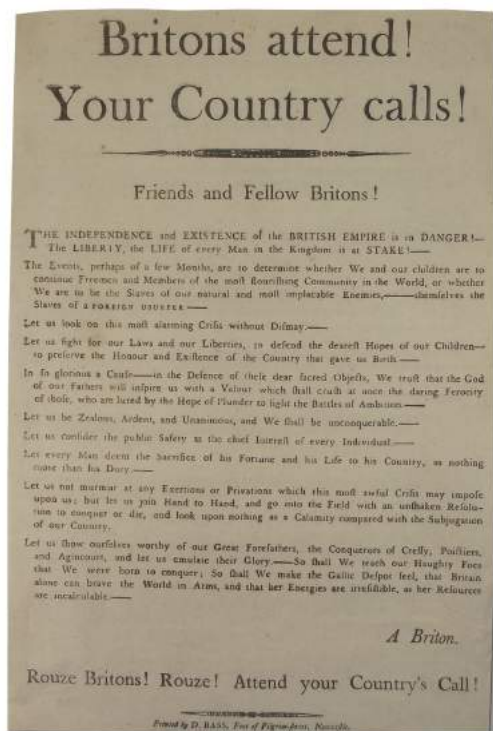 Britons attend!
Your Country calls!
Friends and Fellow Britons!
THE INDEPENDENCE and EXISTENCE of the BRITISH EMPIRE is in DANGER!—
The LIBERTY, the LIFE of every Man in the Kingdom is at STAKE!——
The Events, perhaps of a few Months, are to determine whether We and our children are to
continue Freemen and Members of the moſt flouriſhing Community in the World, or whether
We are to be the Slaves of our natural and moſt implacable Enemies,——themſelves the
Slaves of a FOREIGN USURPER ——
Let us look on this moſt alarming Criſis without Diſmay.——
Let us fight for our Laws and our Liberties, to defend the deareſt Hopes of our Children—
to preſerve the Honour and Exiſtence of the Country that gave us Birth ——
In ſo glorious a Cauſe——in the Defence of theſe dear ſacred Objects, We truſt that the God
of our Fathers will inſpire us with a Valour which ſhall cruſh at once the daring Ferocity
of thoſe, who are lured by the Hope of Plunder to fight the Battles of Ambition.——
Let us be Zealous, Ardent, and Unanimous, and We ſhall be unconquerable.——
Let us conſider the public Safety as the chief Intereſt of every Individual.——
Let every Man deem the Sacrifice of his Fortune and his Life to his Country, as nothing
more than his Duty.——
Let us not murmur at any Exertions or Privations which this moſt awful Criſis may impoſe
upon us; but let us join Hand to Hand, and go into the Field with an unſhaken Reſolu-
tion to conquer or die, and look upon nothing as a Calamity compared with the Subjugation
of our Country.
Let us ſhow ourſelves worthy of our Great Forefathers, the Conquerors of Creſſy, Poictiers,
and Agincourt, and let us emulate their Glory.——So ſhall We teach our Haughty Foes
that We were born to conquer; So ſhall We make the Gallic Deſpot feel, that Britain
alone can brave the World in Arms, and that her Energies are irreſiſtible, as her Reſources
are incalculable.——
A Briton.
Rouze Britons! Rouze! Attend your Country's Call!
Printed by D. BASS, Foot of Pilgrim-ſtreet, Newcaſtle.